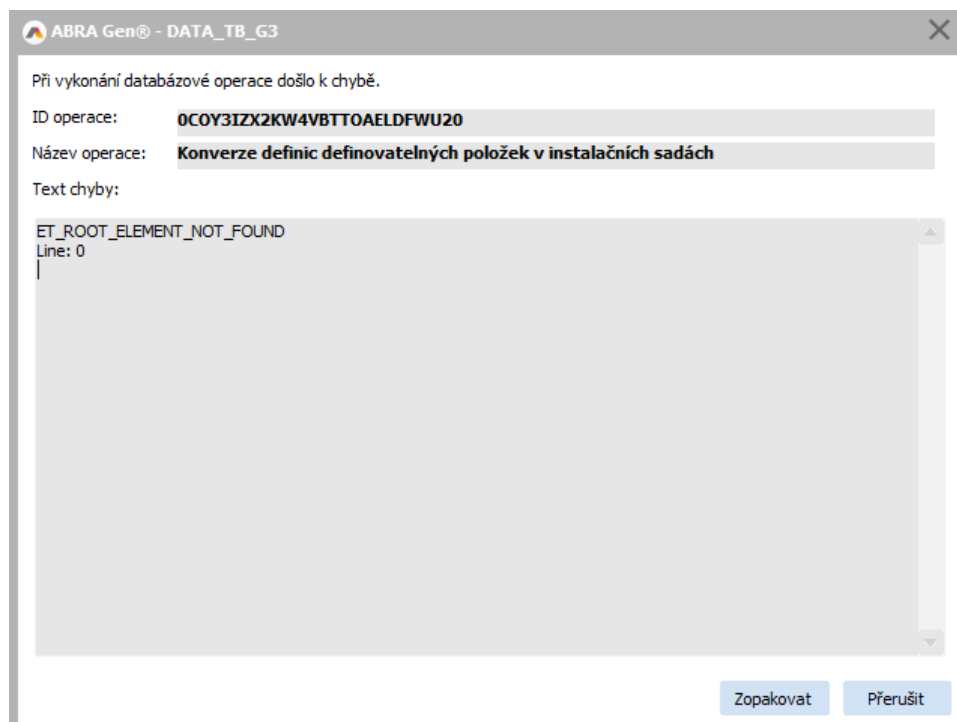 ABRA Gen® - DATA_TB_G3
Při vykonání databázové operace došlo k chybě.
ID operace: 0COY3IZX2KW4VBTTOAELDFWU20
Název operace: Konverze definic definovatelných položek v instalačních sadách
Text chyby:
ET_ROOT_ELEMENT_NOT_FOUND
Line: 0
Zopakovat Přerušit